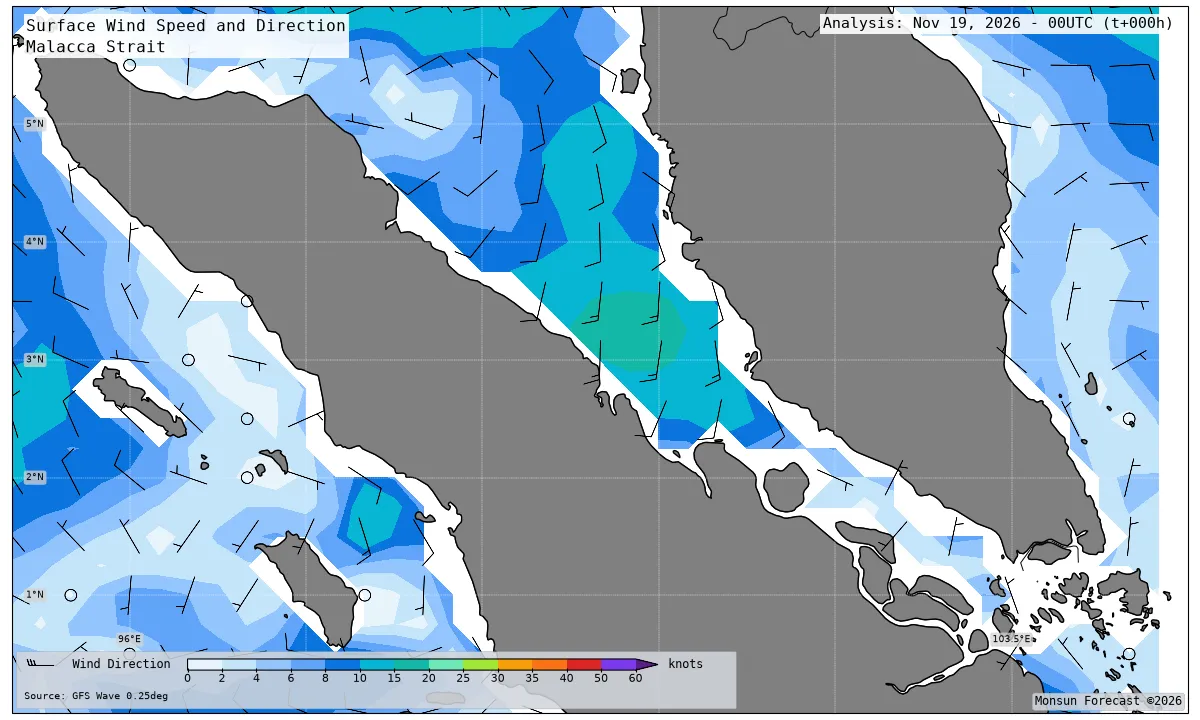 Surface Wind Speed and Direction
Malacca Strait
Analysis: Nov 19, 2026 - 00UTC (t+000h)
5°N
4°N
3°N
2°N
1°N
96°E
103.5°E
Wind Direction
0 2 4 6 8 10 15 20 25 30 35 40 50 60
knots
Source: GFS Wave 0.25deg
Monsun Forecast ©2026